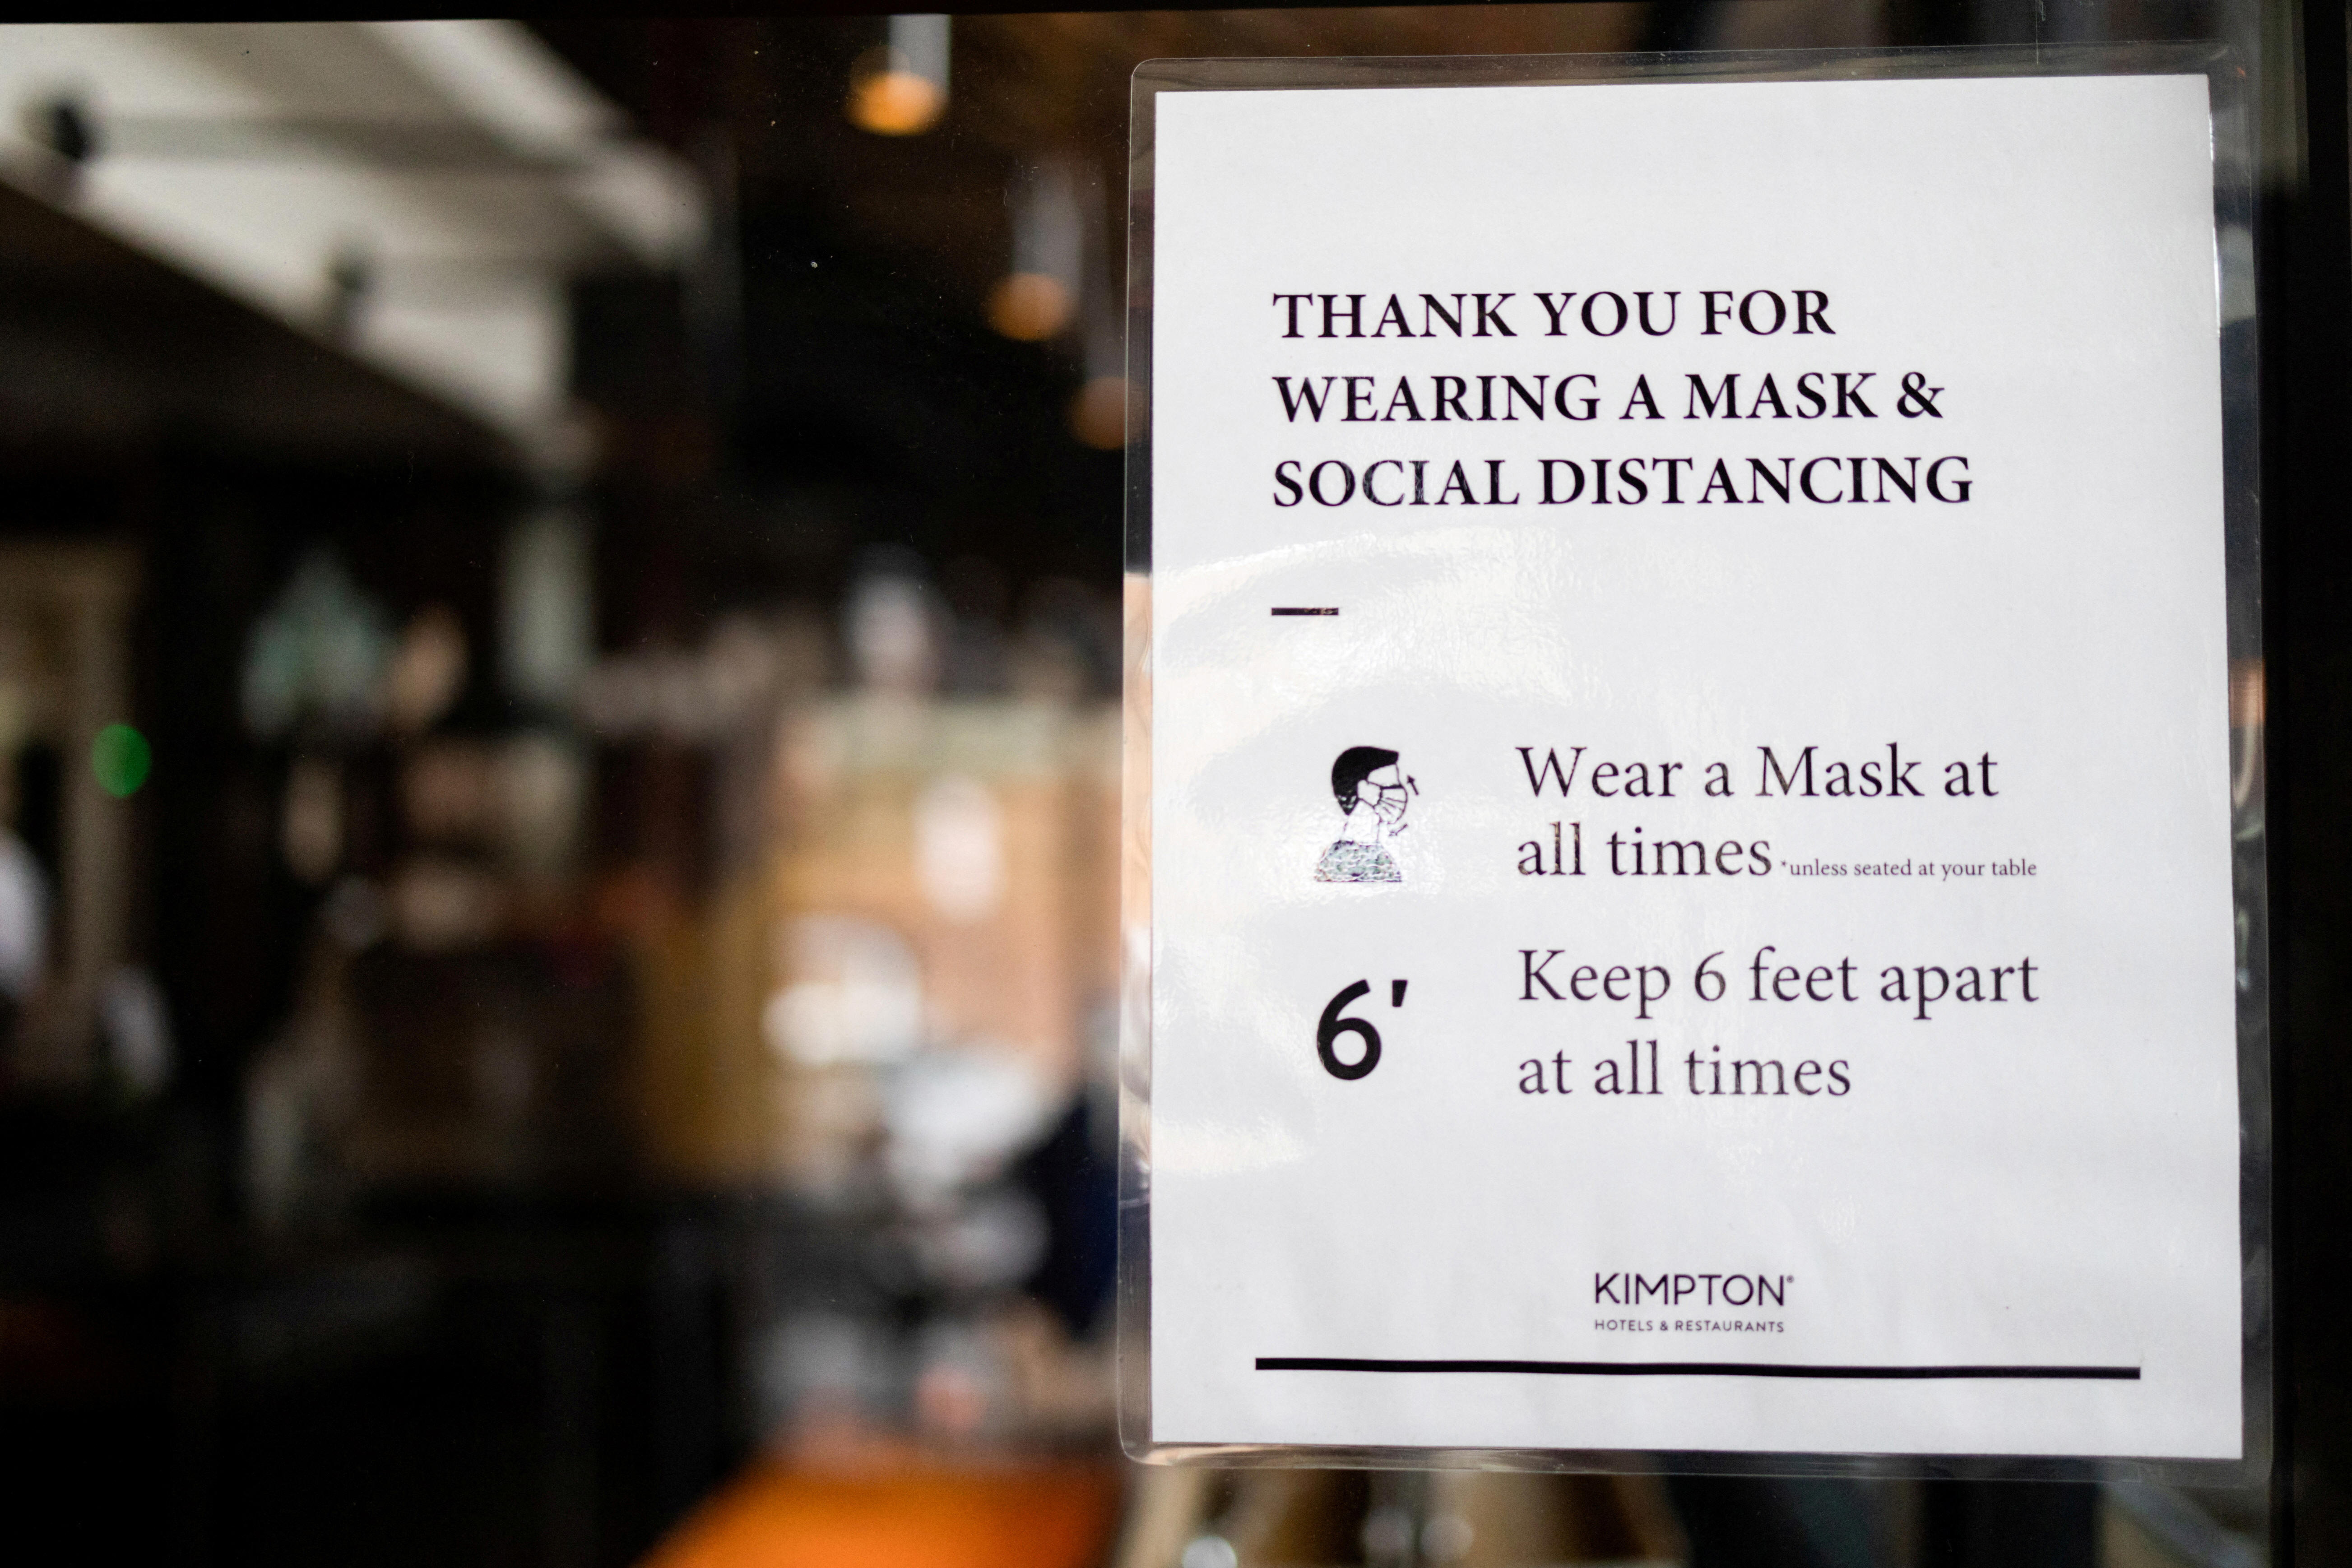 THANK YOU FOR
WEARING A MASK &
SOCIAL DISTANCING
Wear a Mask at
all times *unless seated at your table
6' Keep 6 feet apart
at all times
KIMPTON®
HOTELS & RESTAURANTS